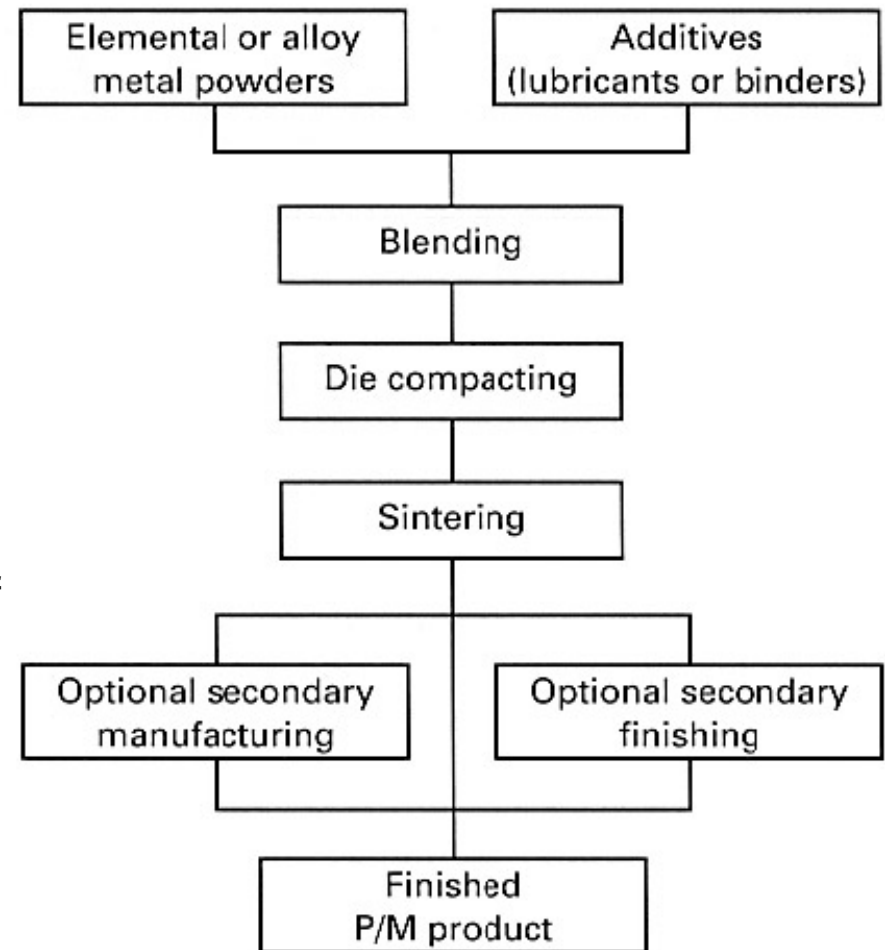 Elemental or alloy
metal powders
Additives
(lubricants or binders)
Blending
Die compacting
Sintering
Optional secondary
manufacturing
Optional secondary
finishing
Finished
P/M product